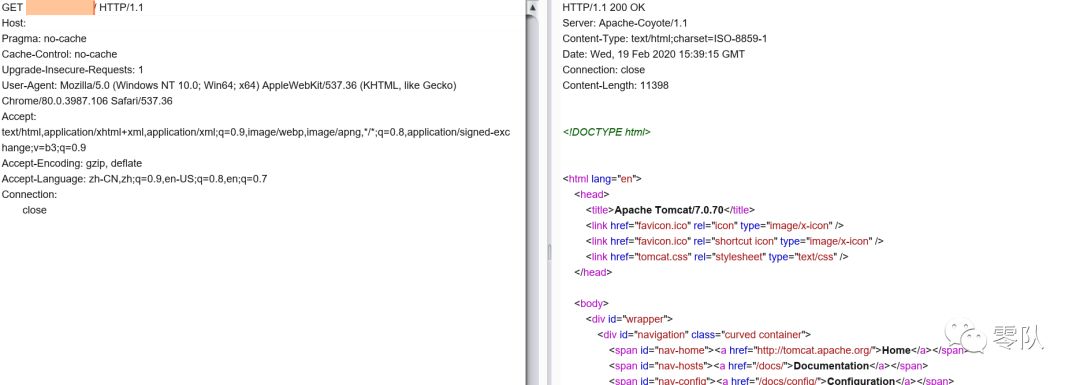 GET / HTTP/1.1
Host:
Pragma: no-cache
Cache-Control: no-cache
Upgrade-Insecure-Requests: 1
User-Agent: Mozilla/5.0 (Windows NT 10.0; Win64; x64) AppleWebKit/537.36 (KHTML, like Gecko)
Chrome/80.0.3987.106 Safari/537.36
Accept:
text/html,application/xhtml+xml,application/xml;q=0.9,image/webp,image/apng,*/*;q=0.8,application/signed-exc
hange;v=b3;q=0.9
Accept-Encoding: gzip, deflate
Accept-Language: zh-CN,zh;q=0.9,en-US;q=0.8,en;q=0.7
Connection:
close
HTTP/1.1 200 OK
Server: Apache-Coyote/1.1
Content-Type: text/html;charset=ISO-8859-1
Date: Wed, 19 Feb 2020 15:39:15 GMT
Connection: close
Content-Length: 11398
<!DOCTYPE html>
<html lang="en">
<head>
<title>Apache Tomcat/7.0.70</title>
<link href="favicon.ico" rel="icon" type="image/x-icon" />
<link href="favicon.ico" rel="shortcut icon" type="image/x-icon" />
<link href="tomcat.css" rel="stylesheet" type="text/css" />
</head>
<body>
<div id="wrapper">
<div id="navigation" class="curved container">
<span id="nav-home"><a href="http://tomcat.apache.org/">Home</a></span>
<span id="nav-hosts"><a href="/docs/">Documentation</a></span>
<span id="nav-config"><a href="/docs/config/">Configuration</a></span>
零队